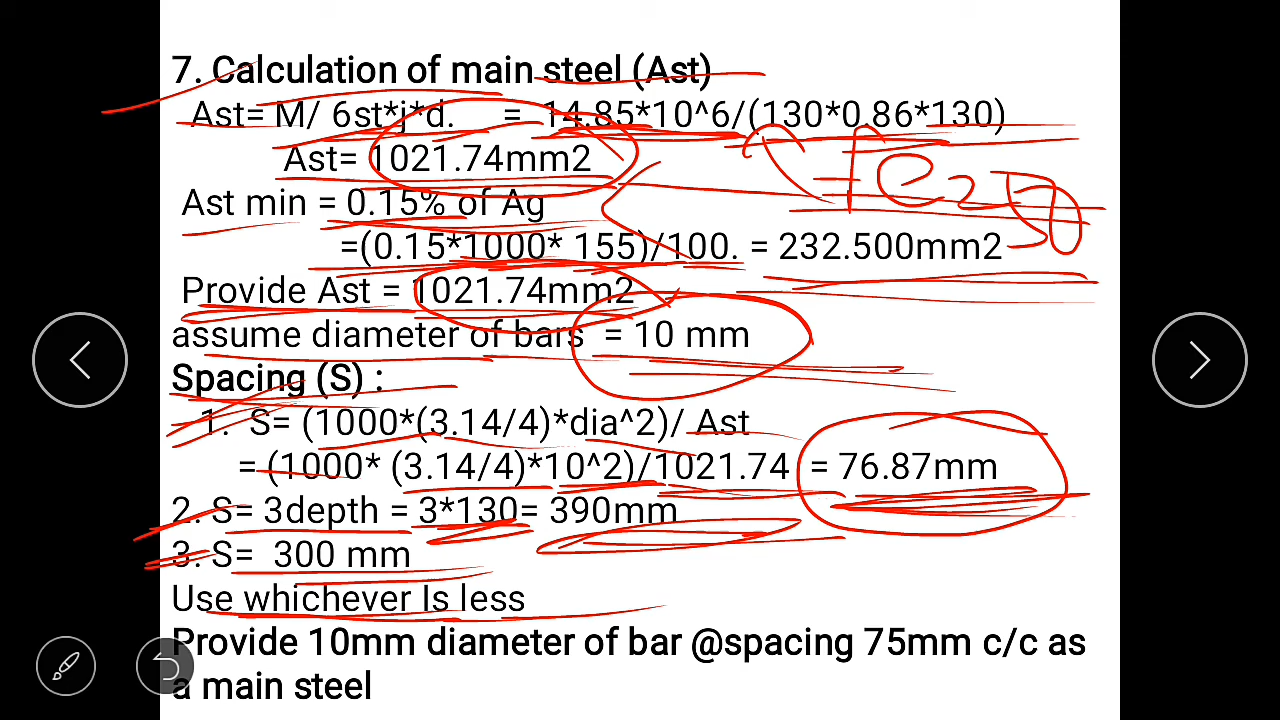 7. Calculation of main steel (Ast)
Ast= M/ 6st*j*d. = 14.85*10^6/(130*0.86*130)
Ast= 1021.74mm2
fe250
Ast min = 0.15% of Ag
=(0.15*1000* 155)/100. = 232.500mm2
Provide Ast = 1021.74mm2
assume diameter of bars = 10 mm
Spacing (S) :
1. S= (1000*(3.14/4)*dia^2)/ Ast
= (1000* (3.14/4)*10^2)/1021.74 = 76.87mm
2. S= 3depth = 3*130= 390mm
3. S= 300 mm
Use whichever Is less
Provide 10mm diameter of bar @spacing 75mm c/c as
a main steel